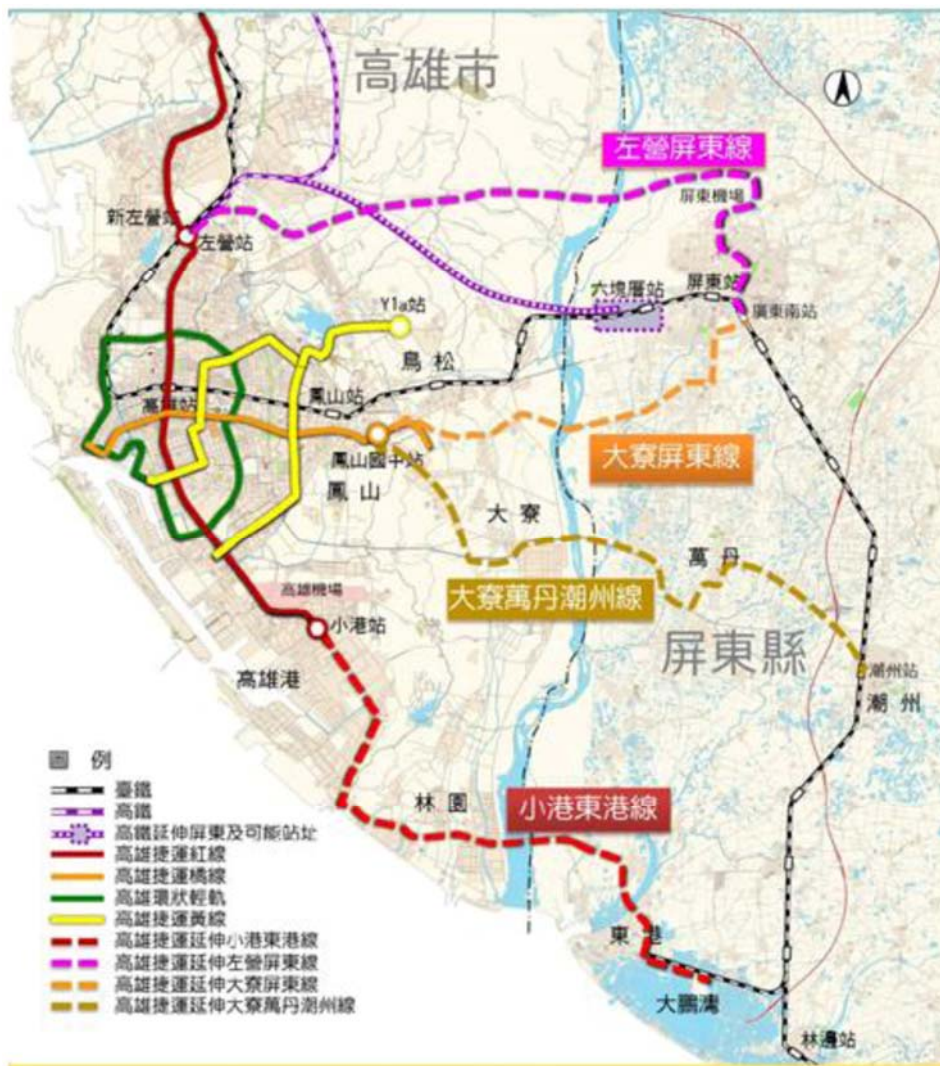 高雄市
左營屏東線
屏東機場
新左營站
左營站
六塊厝站
屏東站
廣東南站
Y1a站
鳥松
鳳山站
高雄站
鳳山國中站
大寮屏東線
鳳山
大寮
萬丹
高雄機場
大寮萬丹潮州線
小港站
屏東縣
高雄港
潮州站
潮州
林園
小港東港線
東港
大鵬灣
林邊站
圖例
臺鐵
高鐵
高鐵延伸屏東及可能站址
高雄捷運紅線
高雄捷運橘線
高雄環狀輕軌
高雄捷運黃線
高雄捷運延伸小港東港線
高雄捷運延伸左營屏東線
高雄捷運延伸大寮屏東線
高雄捷運延伸大寮萬丹潮州線